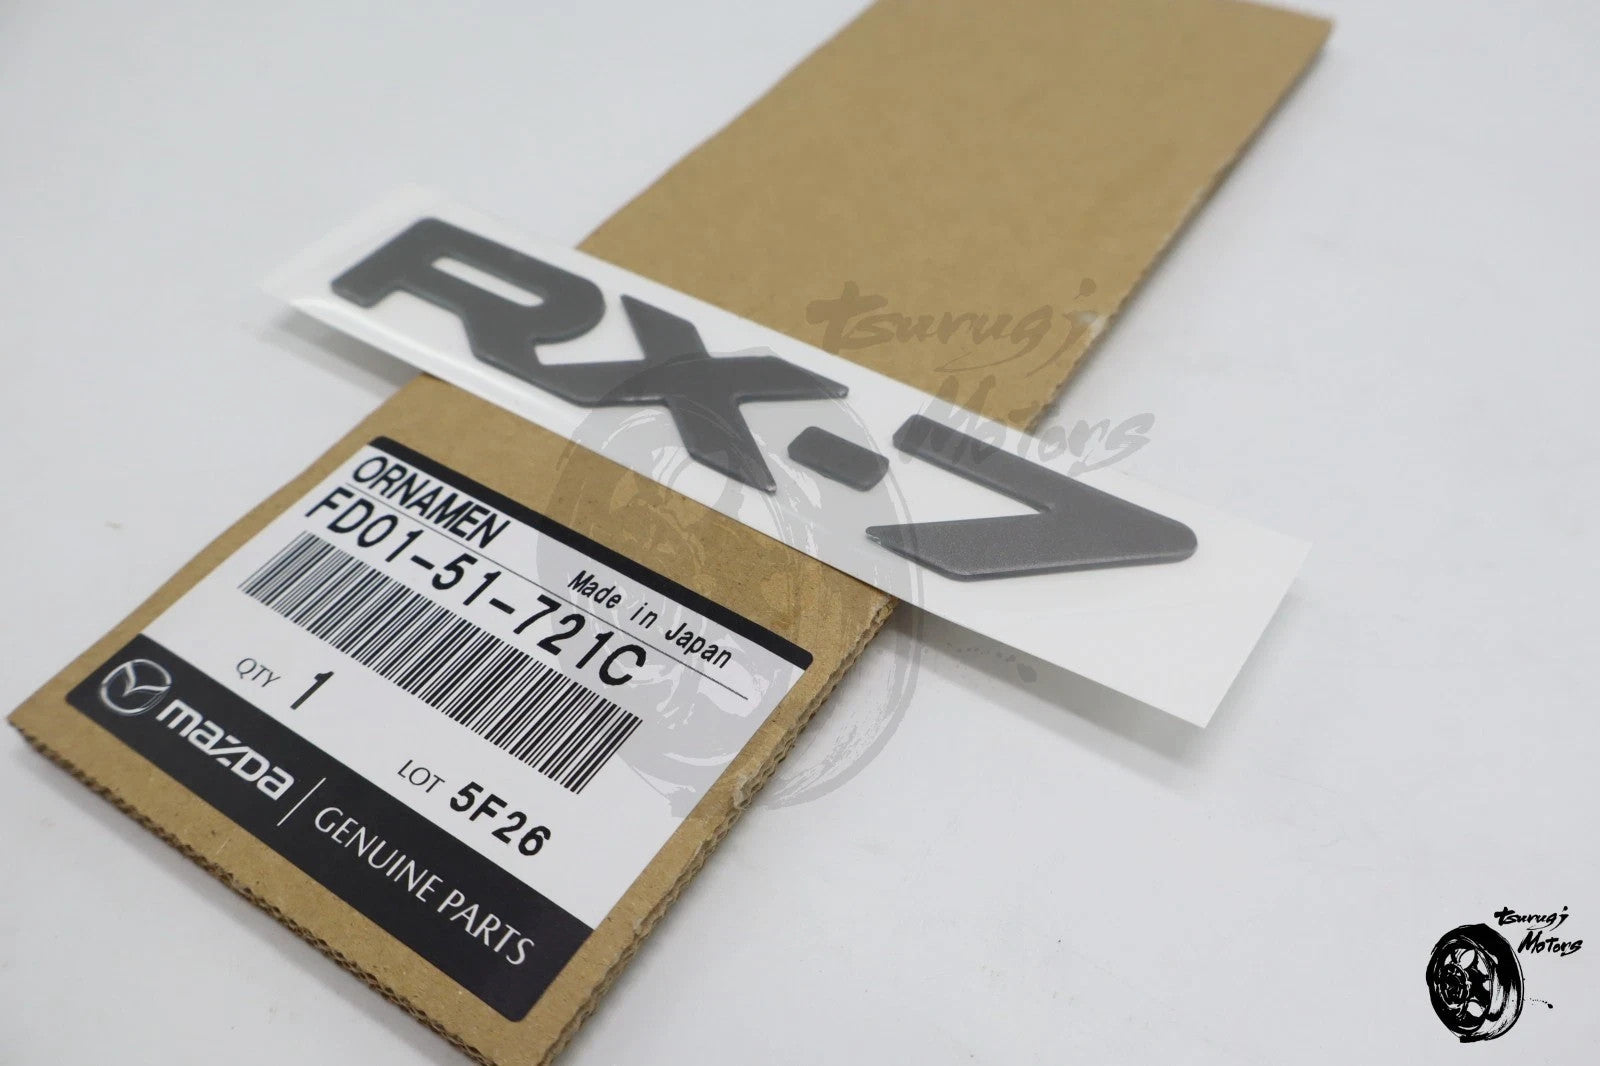 RX-7
tsurugi
Motors
ORNAMEN
Made in Japan
FD01-51-721C
QTY 1
LOT 5F26
mazda | GENUINE PARTS
tsurugi
Motors